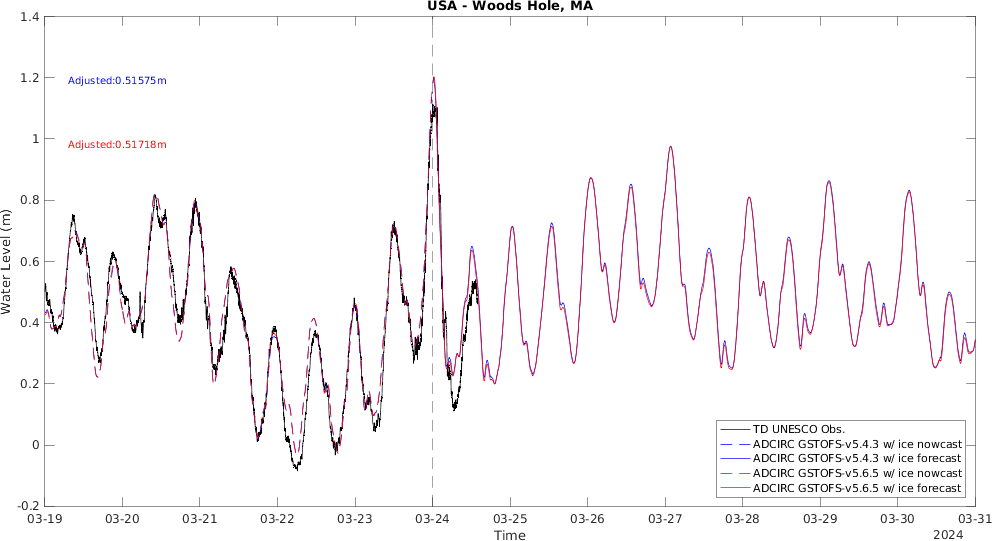 USA - Woods Hole, MA
1.4
1.2
1
0.8
0.6
0.4
0.2
0
-0.2
Water Level (m)
Adjusted:0.51575m
Adjusted:0.51718m
TD UNESCO Obs.
ADCIRC GSTOFS-v5.4.3 w/ ice nowcast
ADCIRC GSTOFS-v5.4.3 w/ ice forecast
ADCIRC GSTOFS-v5.6.5 w/ ice nowcast
ADCIRC GSTOFS-v5.6.5 w/ ice forecast
03-19 03-20 03-21 03-22 03-23 03-24 03-25 03-26 03-27 03-28 03-29 03-30 03-31
Time
2024